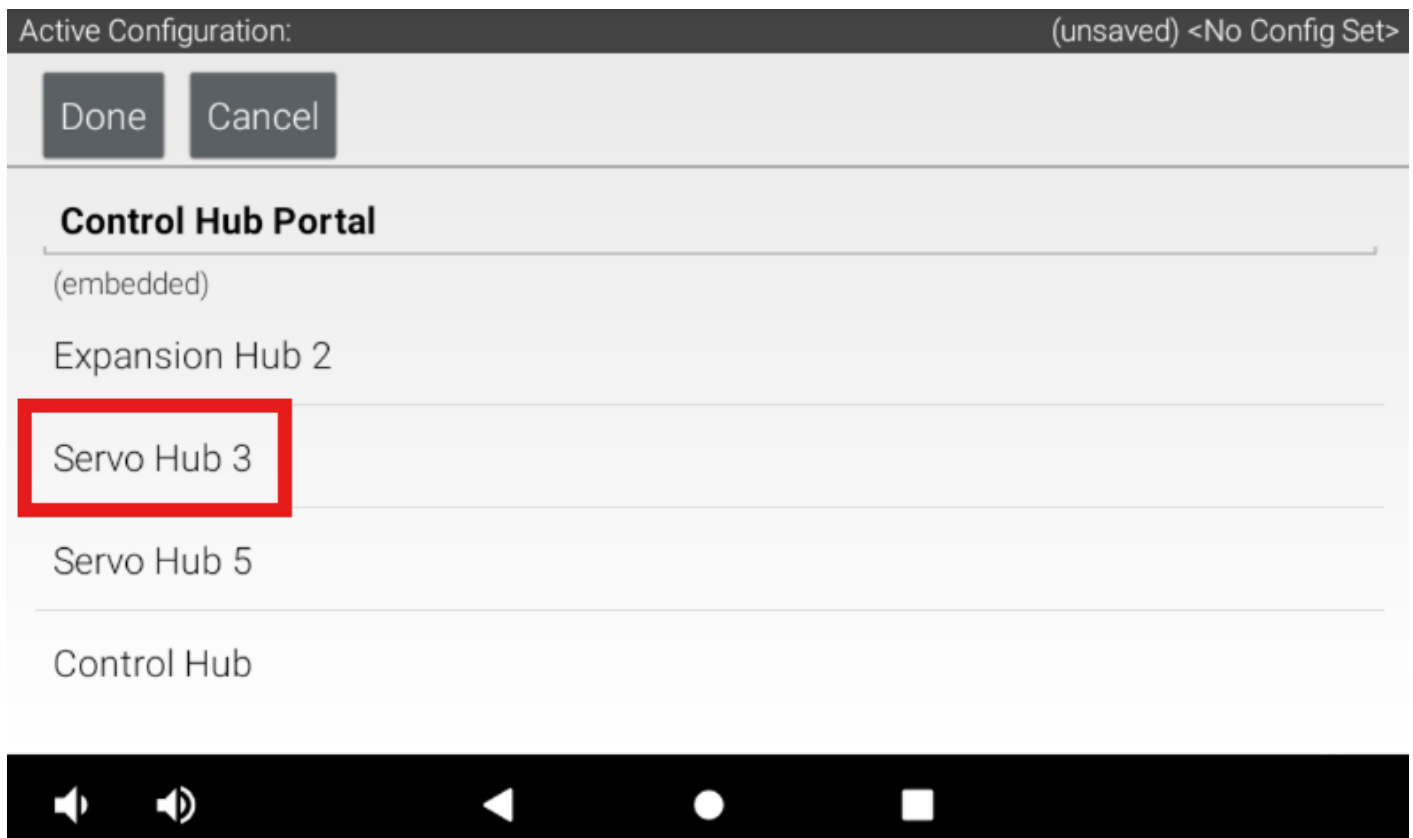 Active Configuration: (unsaved) <No Config Set>
Done Cancel
Control Hub Portal
(embedded)
Expansion Hub 2
Servo Hub 3
Servo Hub 5
Control Hub